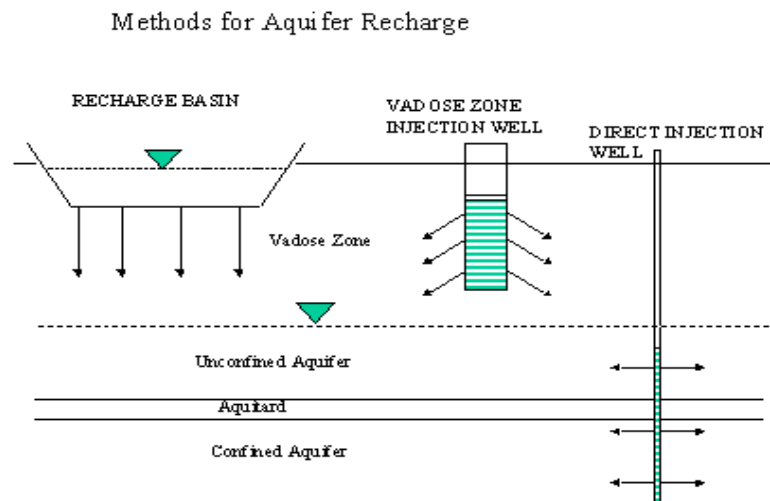 Methods for Aquifer Recharge
RECHARGE BASIN
VADOSE ZONE
INJECTION WELL
DIRECT INJECTION
WELL
Vadose Zone
Unconfined Aquifer
Aquitard
Confined Aquifer